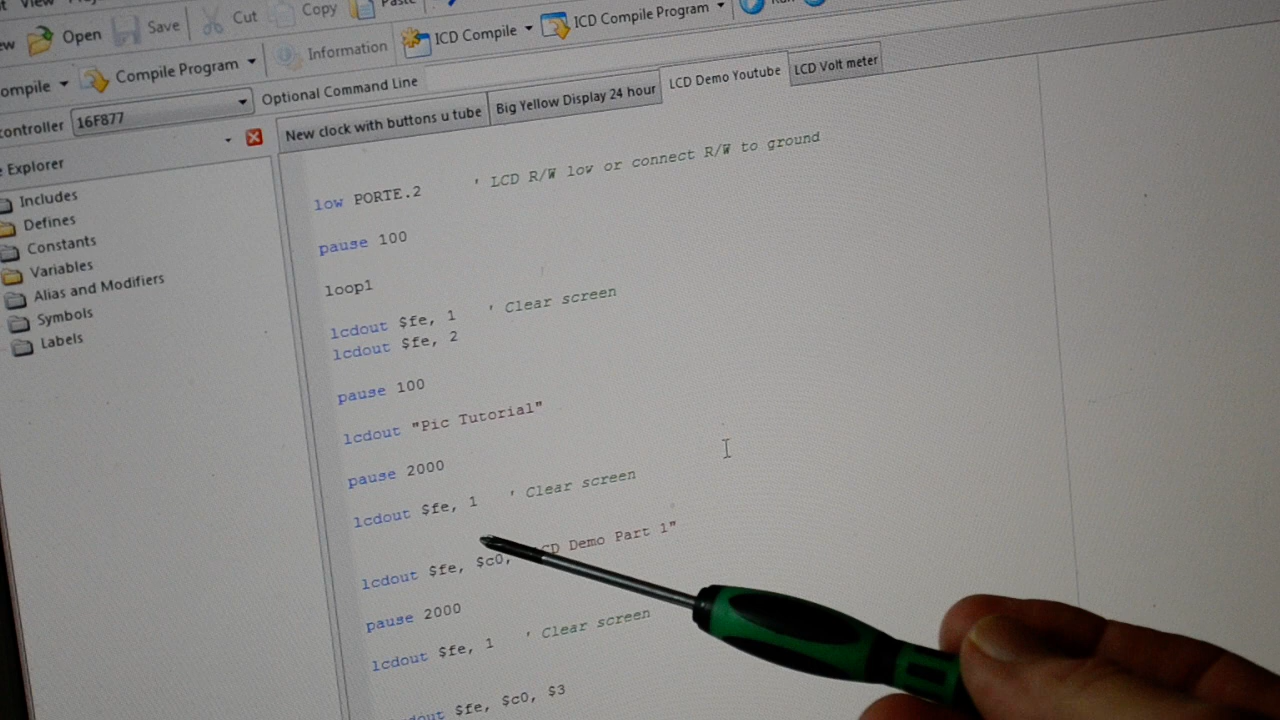 View
Open Save Cut Copy Paste
Compile Program Information ICD Compile ICD Compile Program
16F877 Optional Command Line
New clock with buttons u tube Big Yellow Display 24 hour LCD Demo Youtube LCD Volt meter
Explorer
Includes
Defines
Constants
Variables
Alias and Modifiers
Symbols
Labels
low PORTE.2 ' LCD R/W low or connect R/W to ground
pause 100
loop1
lcdout $fe, 1 ' Clear screen
lcdout $fe, 2
pause 100
lcdout "Pic Tutorial"
pause 2000
lcdout $fe, 1 ' Clear screen
lcdout $fe, $c0, CD Demo Part 1"
pause 2000
lcdout $fe, 1 ' Clear screen
lcdout $fe, $c0, $3